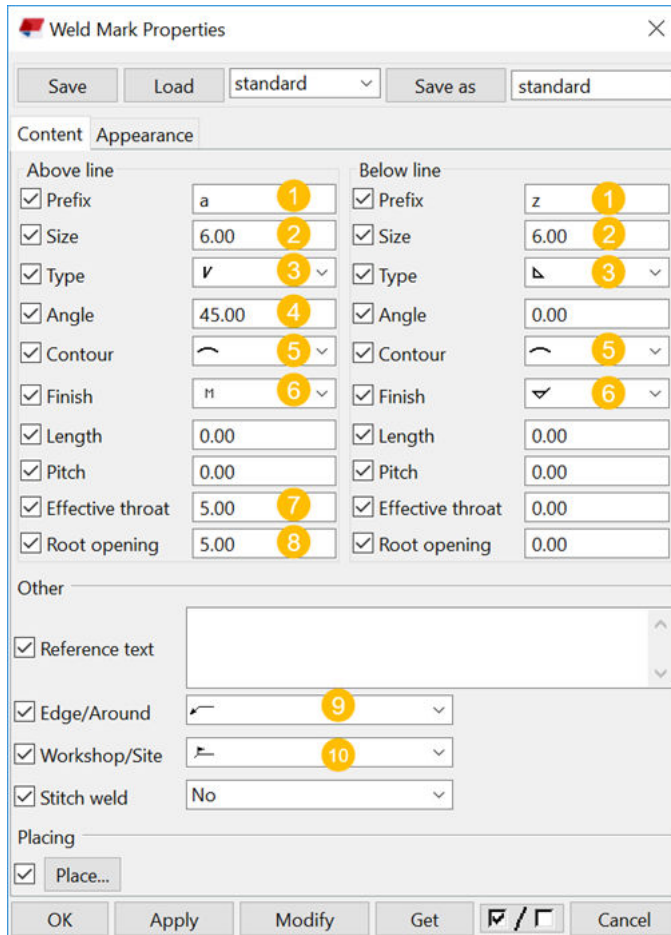 Weld Mark Properties
Save Load standard Save as standard
Content Appearance
Above line Below line
Prefix a 1 Prefix z 1
Size 6.00 2 Size 6.00 2
Type V 3 Type 3
Angle 45.00 4 Angle 0.00
Contour 5 Contour 5
Finish M 6 Finish 6
Length 0.00 Length 0.00
Pitch 0.00 Pitch 0.00
Effective throat 5.00 7 Effective throat 0.00
Root opening 5.00 8 Root opening 0.00
Other
Reference text
Edge/Around 9
Workshop/Site 10
Stitch weld No
Placing
Place...
OK Apply Modify Get / Cancel